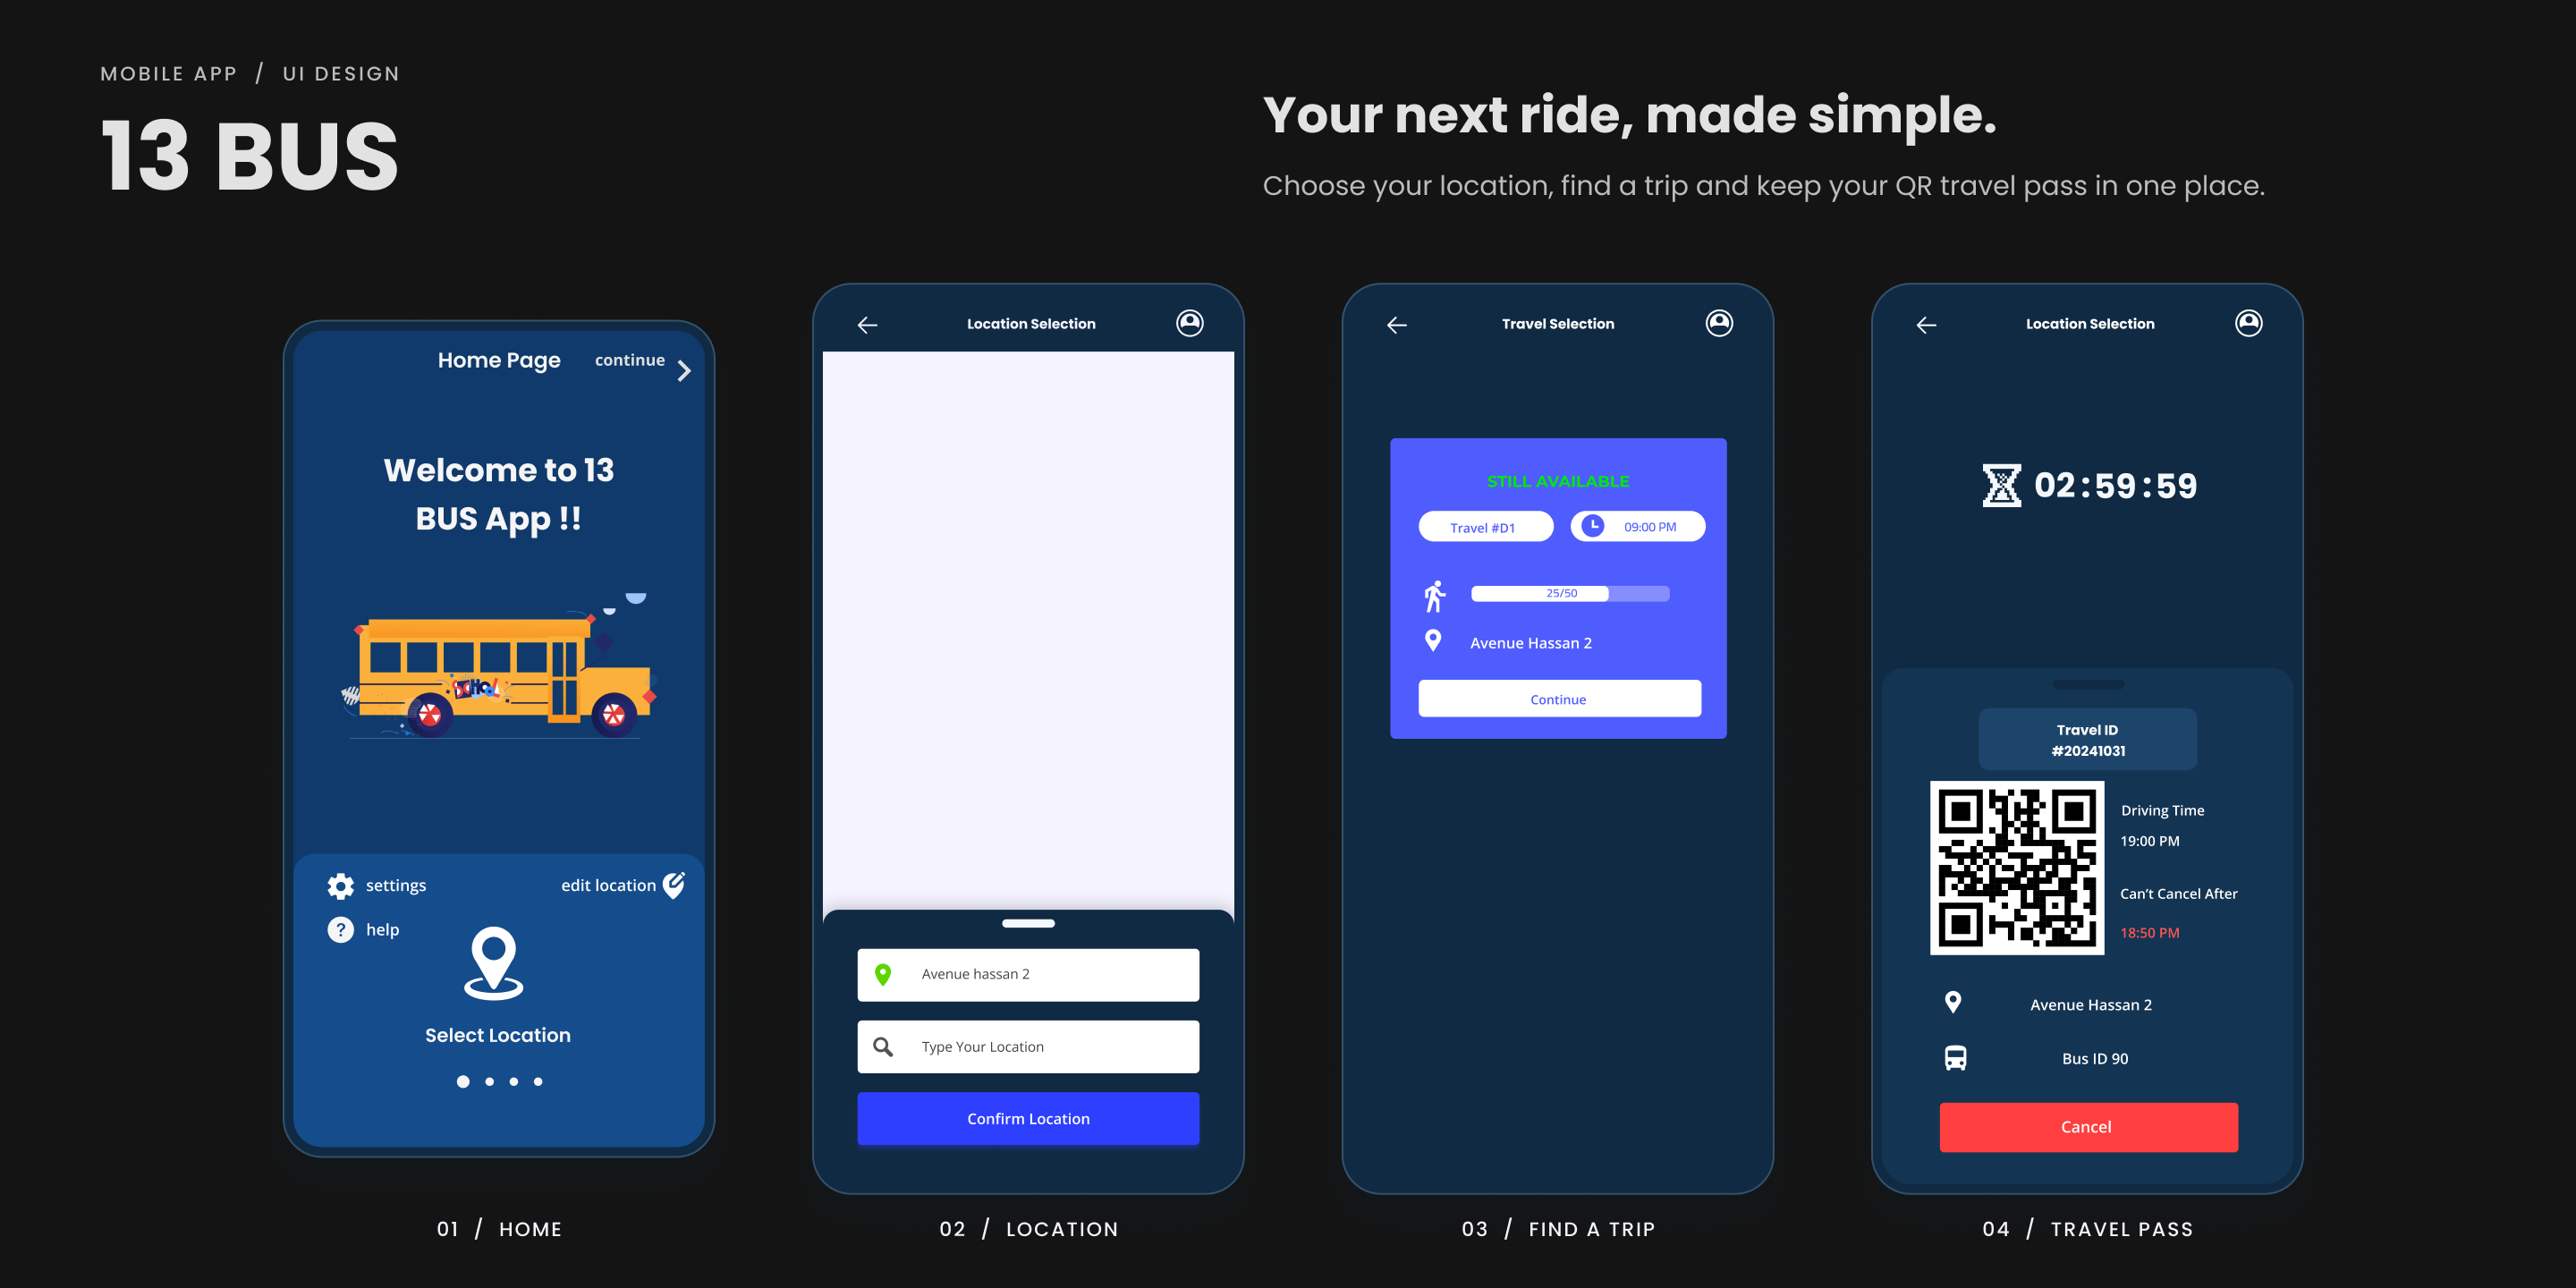 MOBILE APP / UI DESIGN
13 BUS
Your next ride, made simple.
Choose your location, find a trip and keep your QR travel pass in one place.
Home Page
continue
Welcome to 13
BUS App !!
SCHOOL
settings
edit location
? help
Select Location
01 / HOME
Location Selection
Avenue hassan 2
Type Your Location
Confirm Location
02 / LOCATION
Travel Selection
STILL AVAILABLE
Travel #D1
09:00 PM
25/50
Avenue Hassan 2
Continue
03 / FIND A TRIP
Location Selection
02:59:59
Travel ID
#20241031
Driving Time
19:00 PM
Can't Cancel After
18:50 PM
Avenue Hassan 2
Bus ID 90
Cancel
04 / TRAVEL PASS